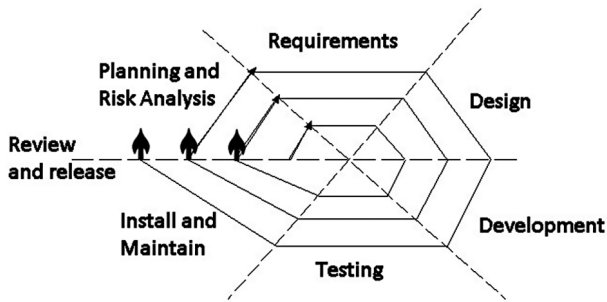 Requirements
Planning and
Risk Analysis
Design
Review
and release
Install and
Maintain
Development
Testing